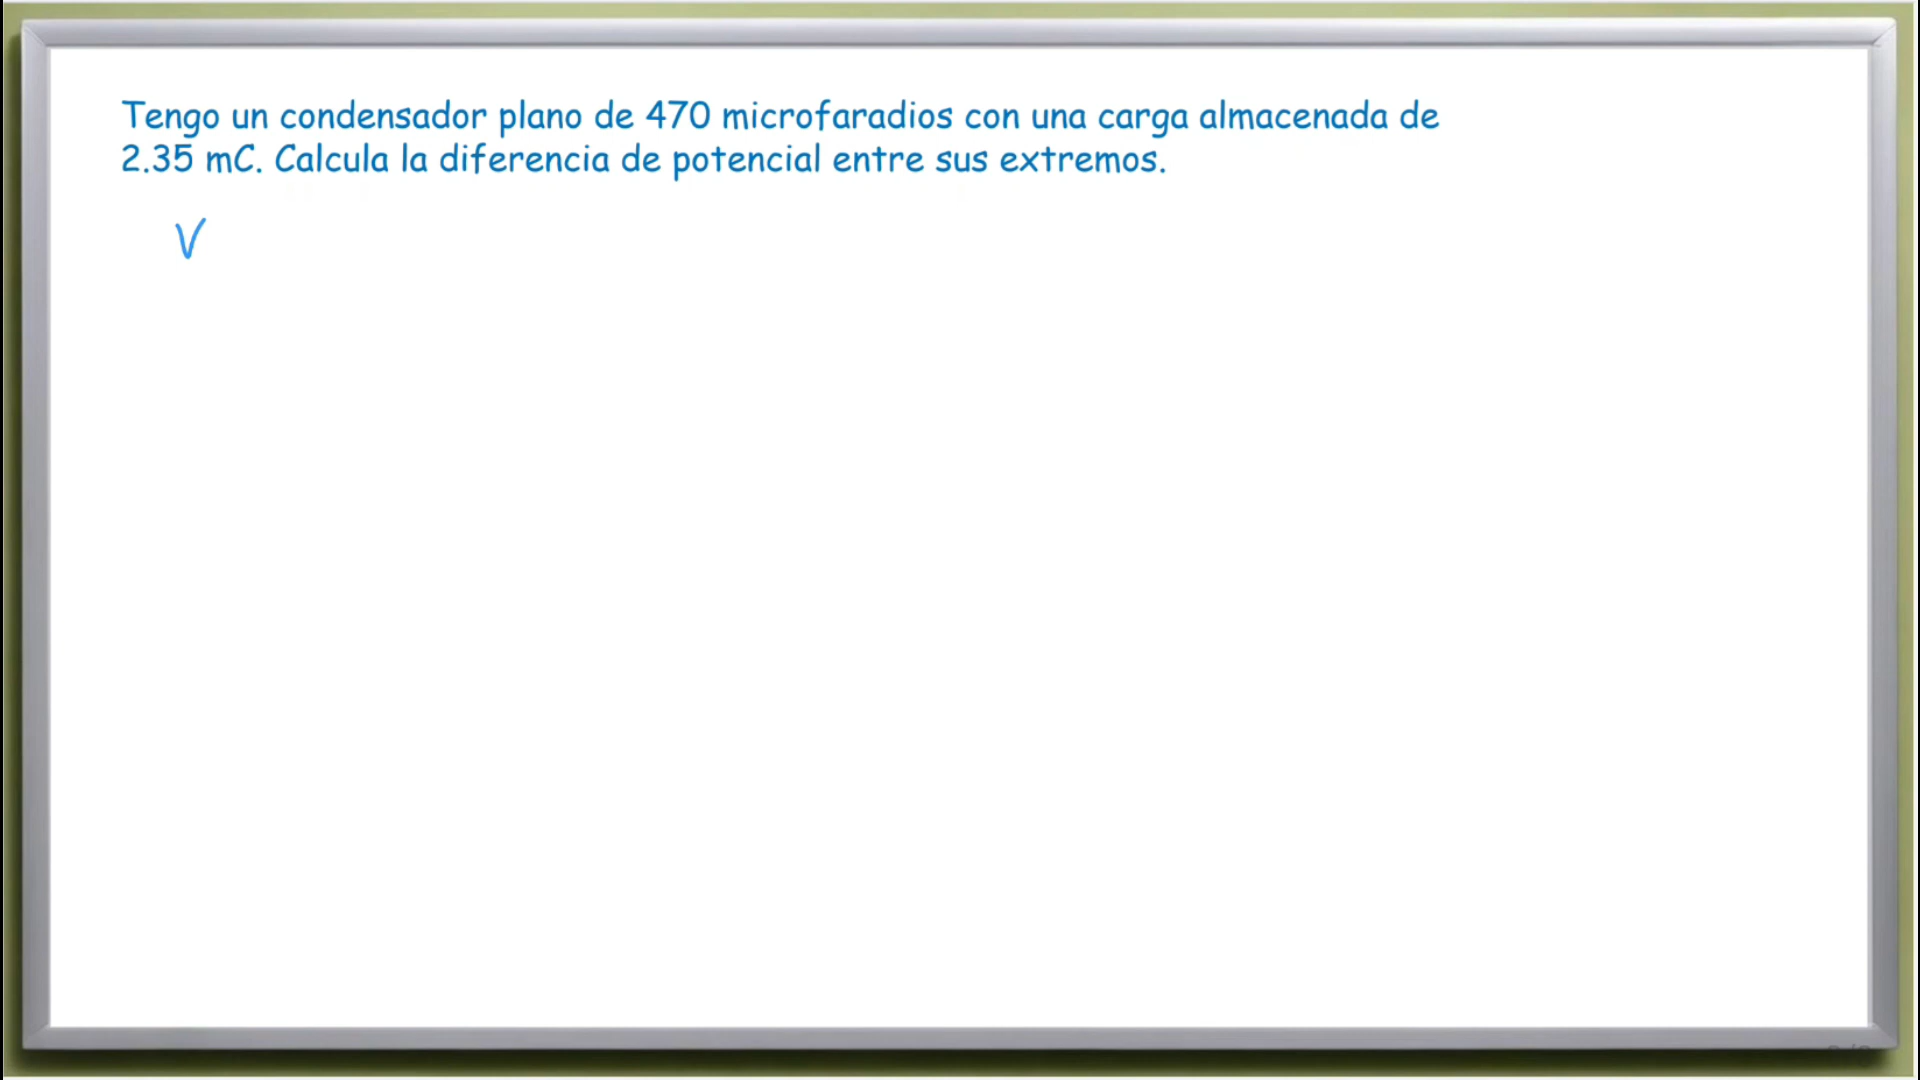 Tengo un condensador plano de 470 microfaradios con una carga almacenada de
2.35 mC. Calcula la diferencia de potencial entre sus extremos.
V